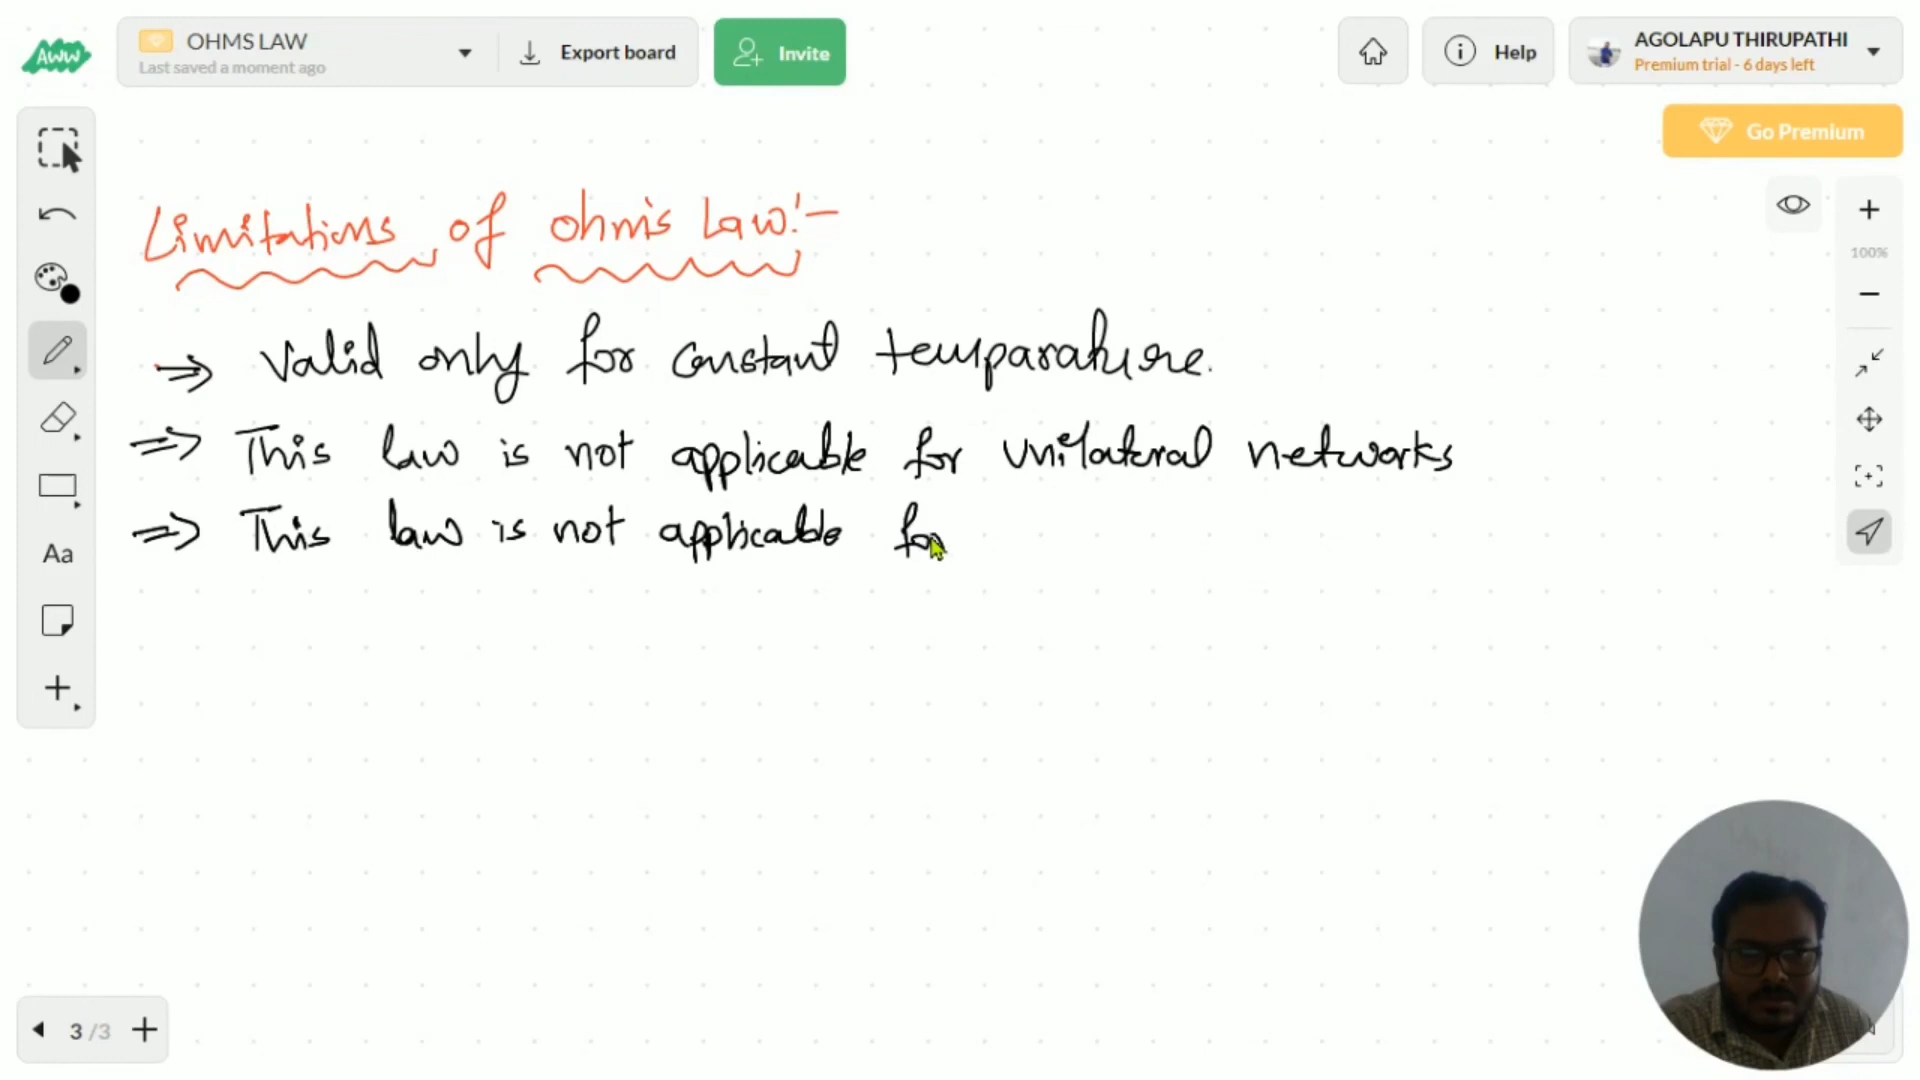 AWW
OHMS LAW
Last saved a moment ago
Export board
Invite
Help
AGOLAPU THIRUPATHI
Premium trial - 6 days left
Go Premium
100%
Limitations of ohm's Law:-
⇒ Valid only for constant temparature.
⇒ This law is not applicable for unilateral networks
⇒ This law is not applicable for
Aa
3 /3